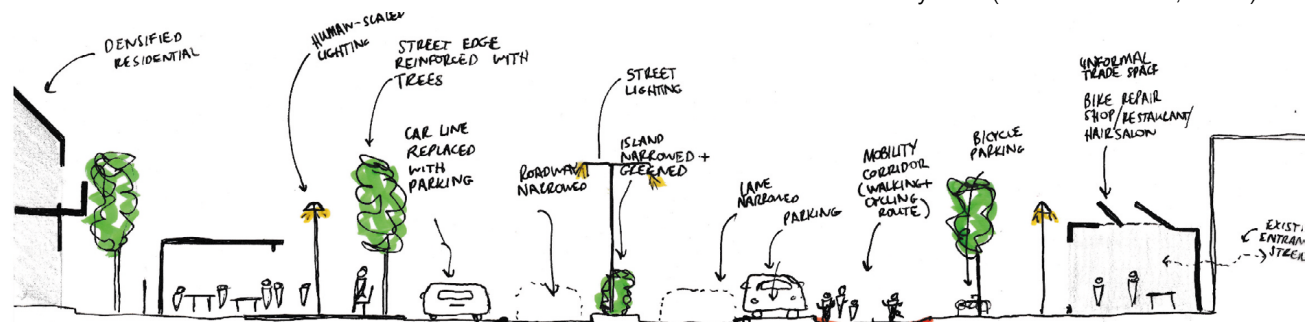 DENSIFIED
RESIDENTIAL
HUMAN-SCALED
LIGHTING
STREET EDGE
REINFORCED WITH
TREES
CAR LINE
REPLACED
WITH
PARKING
ROADWAY
NARROWED
STREET
LIGHTING
ISLAND
NARROWED +
GREENED
LANE
NARROWED
PARKING
MOBILITY
CORRIDOR
(WALKING+
CYCLING
ROUTE)
BICYCLE
PARKING
INFORMAL
TRADE SPACE
BIKE REPAIR
SHOP/RESTAURANT/
HAIR SALON